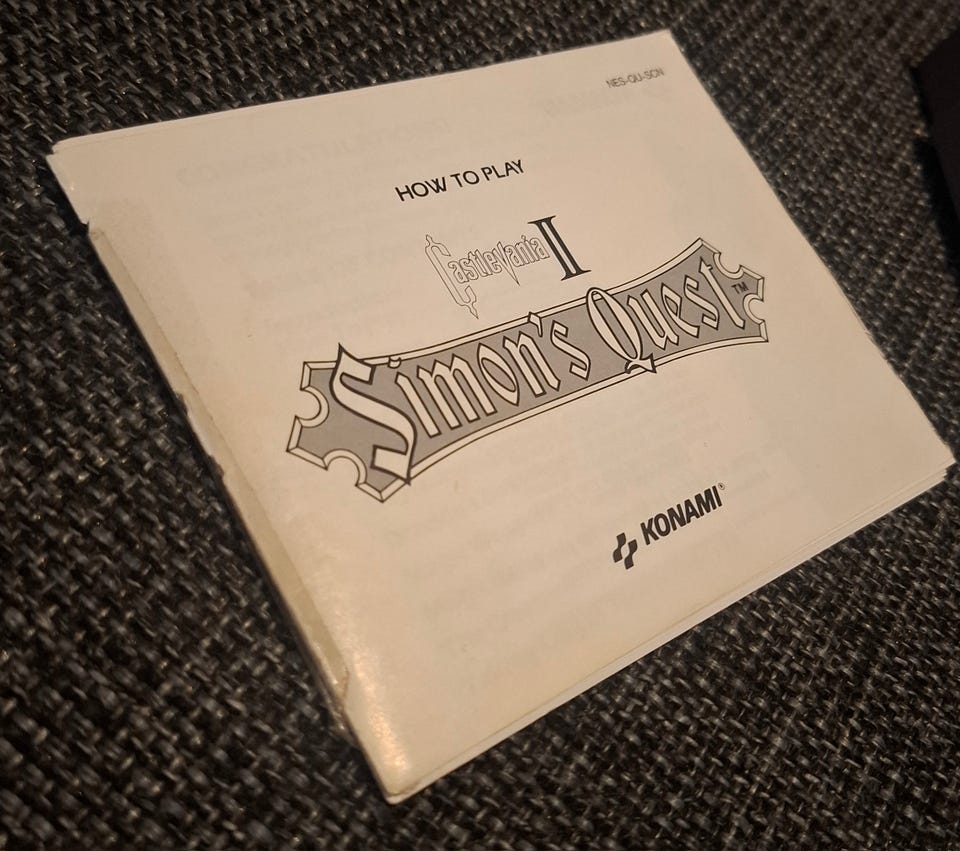 NES-QU-SCN
HOW TO PLAY
Castlevania II
Simon's Quest™
KONAMI®